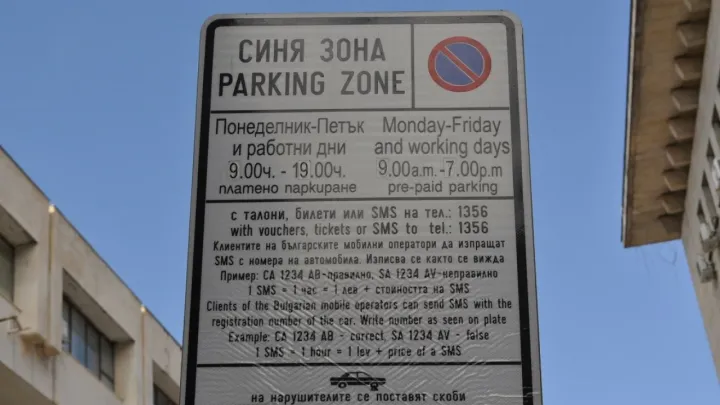 СИНЯ ЗОНА
PARKING ZONE
Понеделник-Петък
и работни дни
9.00ч. - 19.00ч.
платено паркиране
Monday-Friday
and working days
9.00a.m.-7.00p.m
pre-paid parking
с талони, билети или SMS на тел.: 1356
with vouchers, tickets or SMS to tel.: 1356
Клиентите на българските мобилни оператори да изпращат
SMS с номера на автомобила. Изписва се както се вижда
Пример: СА 1234 АВ-правилно, SA 1234 AV-неправилно
1 SMS = 1 час = 1 лев + стойността на SMS
Clients of the Bulgarian mobile operators can send SMS with the
registration number of the car. Write number as seen on plate
Example: CA 1234 AB - correct, SA 1234 AV - false
1 SMS = 1 hour = 1 lev + price of a SMS
на нарушителите се поставят скоби